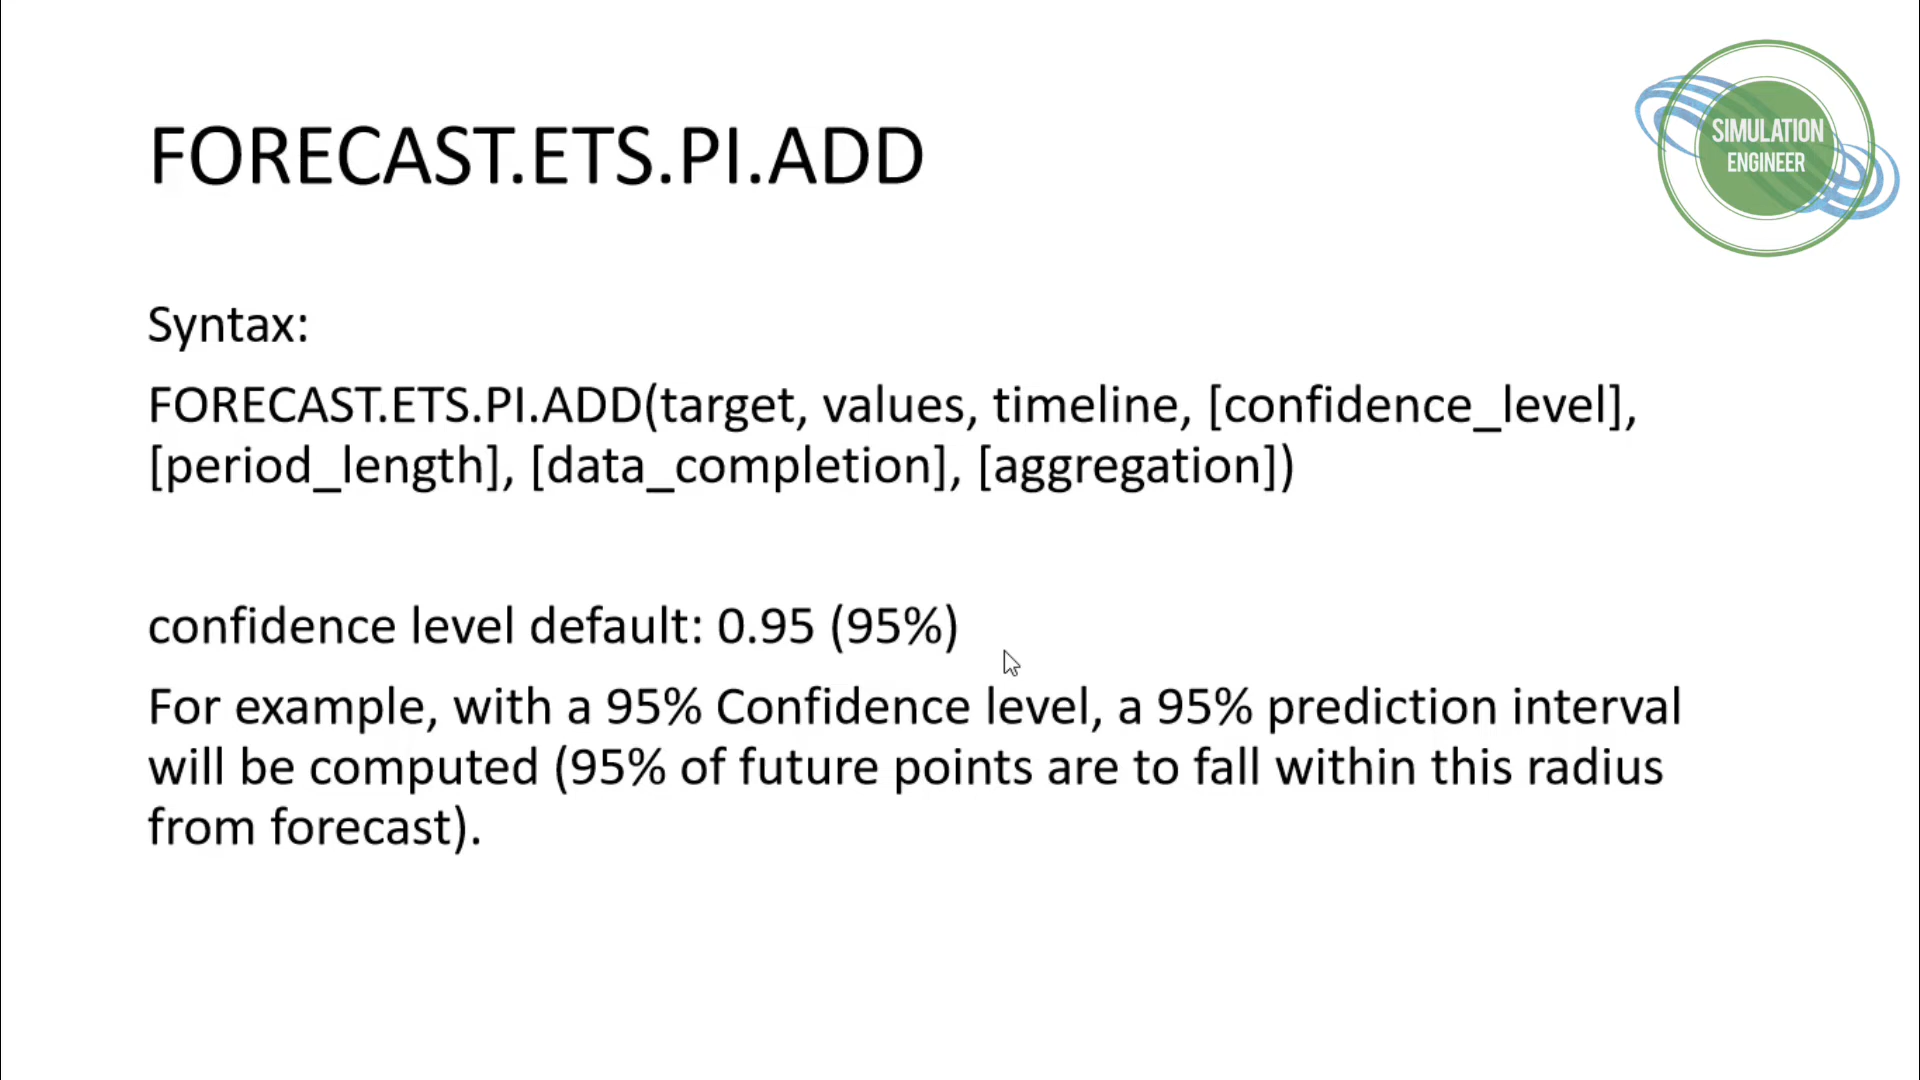 SIMULATION
ENGINEER
FORECAST.ETS.PI.ADD
Syntax:
FORECAST.ETS.PI.ADD(target, values, timeline, [confidence_level],
[period_length], [data_completion], [aggregation])
confidence level default: 0.95 (95%)
For example, with a 95% Confidence level, a 95% prediction interval
will be computed (95% of future points are to fall within this radius
from forecast).